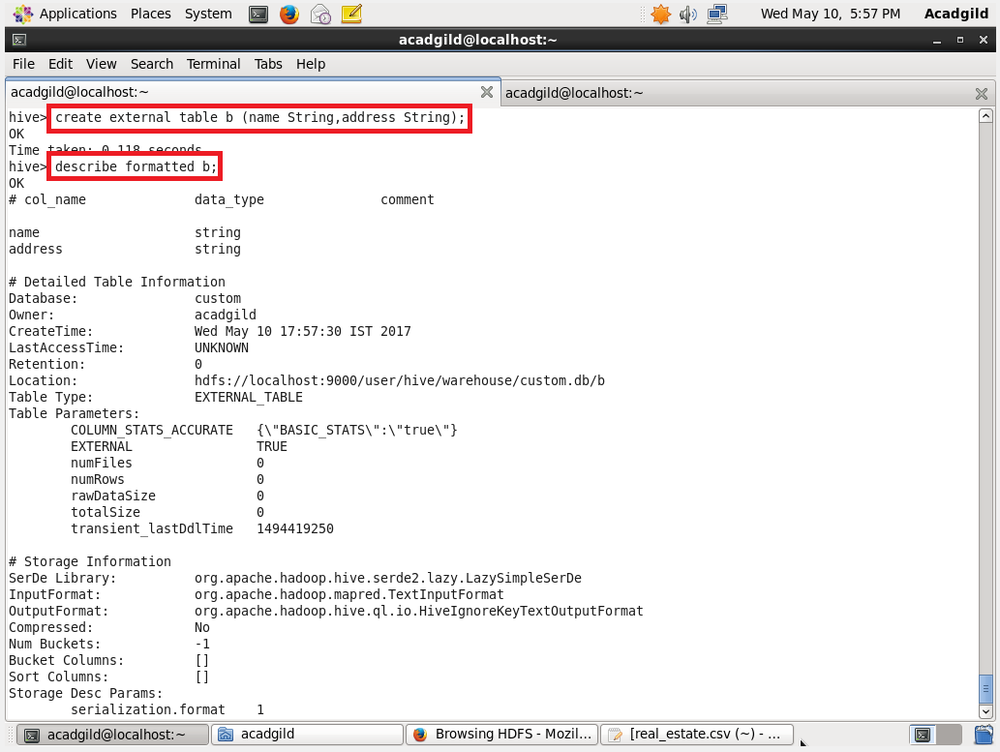 Applications Places System Wed May 10, 5:57 PM Acadgild
acadgild@localhost:~
File Edit View Search Terminal Tabs Help
acadgild@localhost:~ acadgild@localhost:~
hive> create external table b (name String,address String);
OK
Time taken: 0.118 seconds
hive> describe formatted b;
OK
# col_name data_type comment
name string
address string
# Detailed Table Information
Database: custom
Owner: acadgild
CreateTime: Wed May 10 17:57:30 IST 2017
LastAccessTime: UNKNOWN
Retention: 0
Location: hdfs://localhost:9000/user/hive/warehouse/custom.db/b
Table Type: EXTERNAL_TABLE
Table Parameters:
COLUMN_STATS_ACCURATE {\"BASIC_STATS\":\"true\"}
EXTERNAL TRUE
numFiles 0
numRows 0
rawDataSize 0
totalSize 0
transient_lastDdlTime 1494419250
# Storage Information
SerDe Library: org.apache.hadoop.hive.serde2.lazy.LazySimpleSerDe
InputFormat: org.apache.hadoop.mapred.TextInputFormat
OutputFormat: org.apache.hadoop.hive.ql.io.HiveIgnoreKeyTextOutputFormat
Compressed: No
Num Buckets: -1
Bucket Columns: []
Sort Columns: []
Storage Desc Params:
serialization.format 1
acadgild@localhost:~ acadgild Browsing HDFS - Mozil... [real_estate.csv (~) - ...